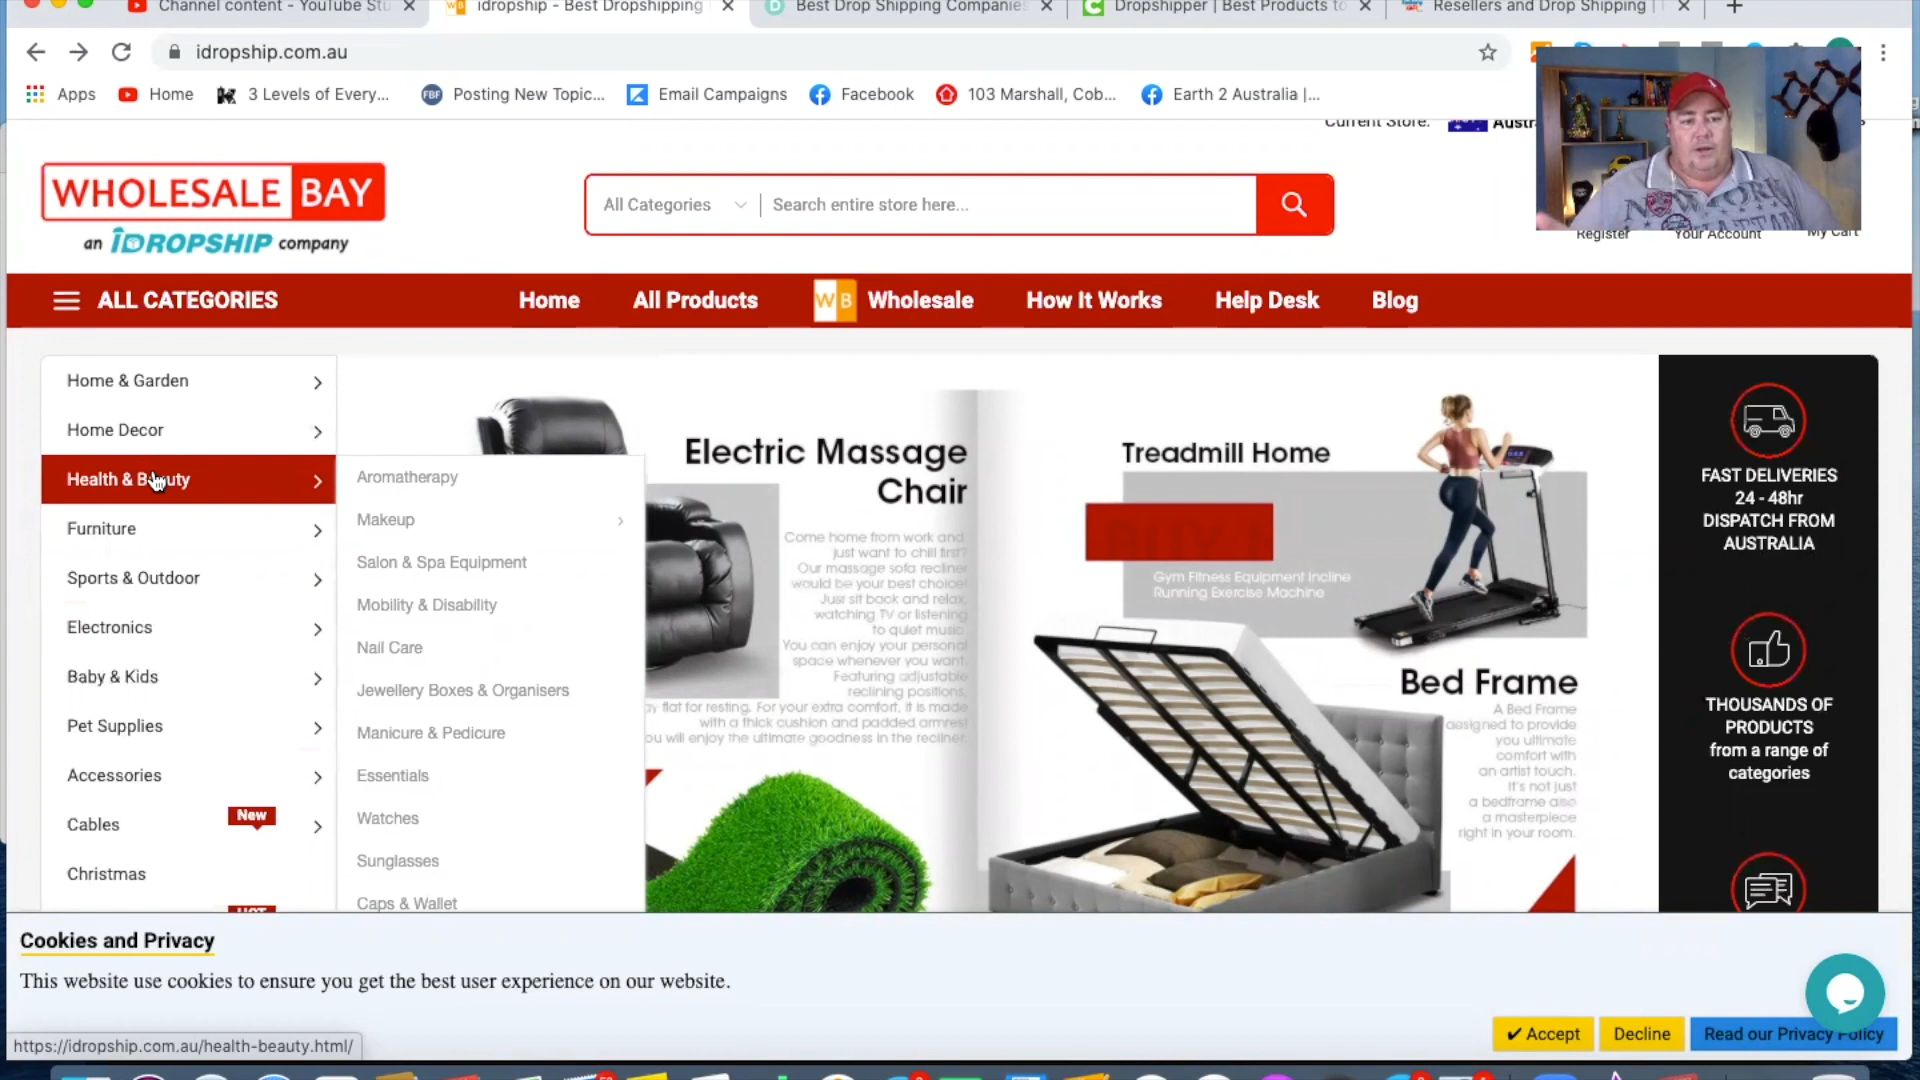 Channel content - YouTube Stu
idropship - Best Dropshipping
Best Drop Shipping Companies
Dropshipper | Best Products to
Resellers and Drop Shipping |
idropship.com.au
Apps
Home
3 Levels of Every...
FBF
Posting New Topic...
Email Campaigns
Facebook
103 Marshall, Cob...
Earth 2 Australia |...
Current Store:
Austr
WHOLESALE BAY
an iDROPSHIP company
All Categories
Search entire store here...
Register
Your Account
My Cart
ALL CATEGORIES
Home
All Products
WB
Wholesale
How It Works
Help Desk
Blog
Home & Garden
Home Decor
Health & Beauty
Furniture
Sports & Outdoor
Electronics
Baby & Kids
Pet Supplies
Accessories
Cables
New
Christmas
HOT
Aromatherapy
Makeup
Salon & Spa Equipment
Mobility & Disability
Nail Care
Jewellery Boxes & Organisers
Manicure & Pedicure
Essentials
Watches
Sunglasses
Caps & Wallet
Electric Massage
Chair
Come home from work and
just want to chill first?
Our massage sofa recliner
would be your best choice!
Just sit back and relax,
watching TV or listening
to quiet music.
You can enjoy your personal
space whenever you want.
Featuring adjustable
reclining positions,
ay flat for resting. For your extra comfort, it is made
with a thick cushion and padded armrest
ou will enjoy the ultimate goodness in the recliner.
Treadmill Home
Gym Fitness Equipment Incline
Running Exercise Machine
Bed Frame
A Bed Frame
designed to provide
you ultimate
comfort with
an artist touch.
It's not just
a bedframe also
a masterpiece
right in your room.
FAST DELIVERIES
24 - 48hr
DISPATCH FROM
AUSTRALIA
THOUSANDS OF
PRODUCTS
from a range of
categories
Cookies and Privacy
This website use cookies to ensure you get the best user experience on our website.
✔ Accept
Decline
Read our Privacy Policy
https://idropship.com.au/health-beauty.html/